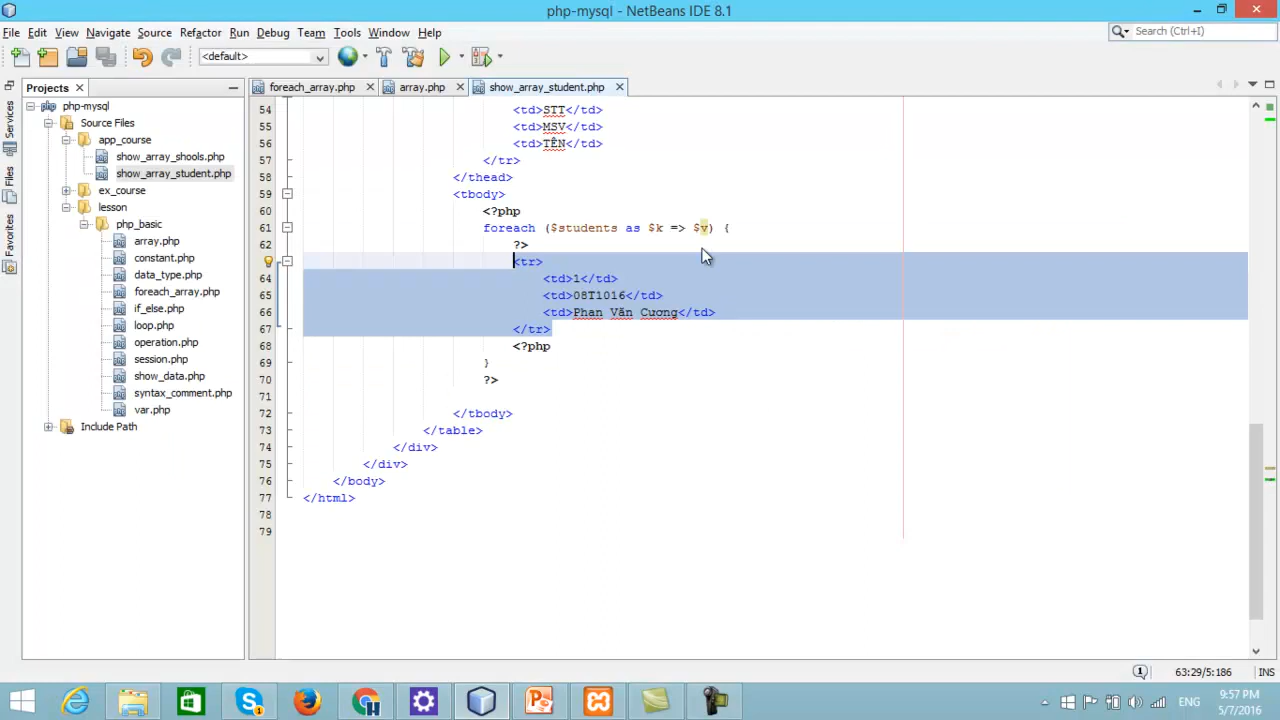 php-mysql - NetBeans IDE 8.1
File Edit View Navigate Source Refactor Run Debug Team Tools Window Help
Search (Ctrl+I)
<default>
Projects
foreach_array.php array.php show_array_student.php
Services
Files
Favorites
php-mysql
Source Files
app_course
show_array_shools.php
show_array_student.php
ex_course
lesson
php_basic
array.php
constant.php
data_type.php
foreach_array.php
if_else.php
loop.php
operation.php
session.php
show_data.php
syntax_comment.php
var.php
Include Path
54 <td>STT</td>
55 <td>MSV</td>
56 <td>TÊN</td>
57 </tr>
58 </thead>
59 <tbody>
60 <?php
61 foreach ($students as $k => $v) {
62 ?>
<tr>
64 <td>1</td>
65 <td>08T1016</td>
66 <td>Phan Văn Cương</td>
67 </tr>
68 <?php
69 }
70 ?>
71
72 </tbody>
73 </table>
74 </div>
75 </div>
76 </body>
77 </html>
78
79
1 63:29/5:186 INS
ENG
9:57 PM
5/7/2016